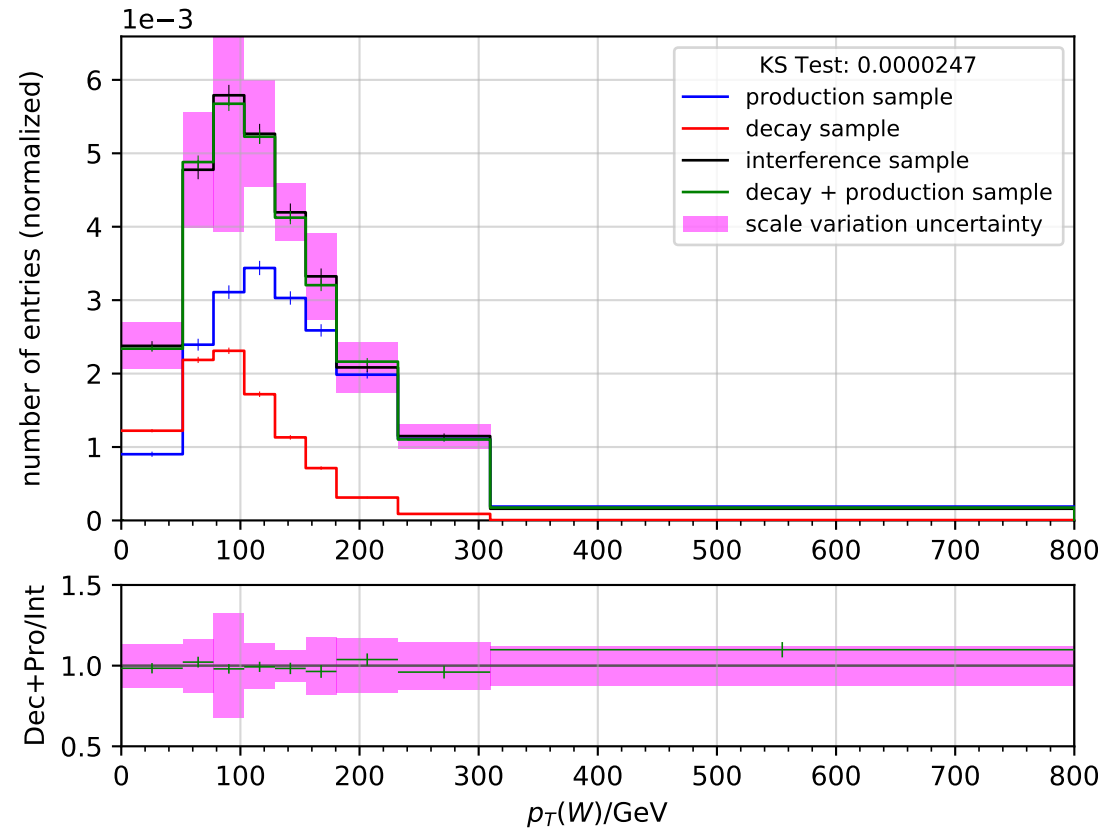 1e−3
number of entries (normalized)
6
5
4
3
2
1
0
KS Test: 0.0000247
production sample
decay sample
interference sample
decay + production sample
scale variation uncertainty
0 100 200 300 400 500 600 700 800
Dec+Pro/Int
1.5
1.0
0.5
0 100 200 300 400 500 600 700 800
p_T(W)/GeV